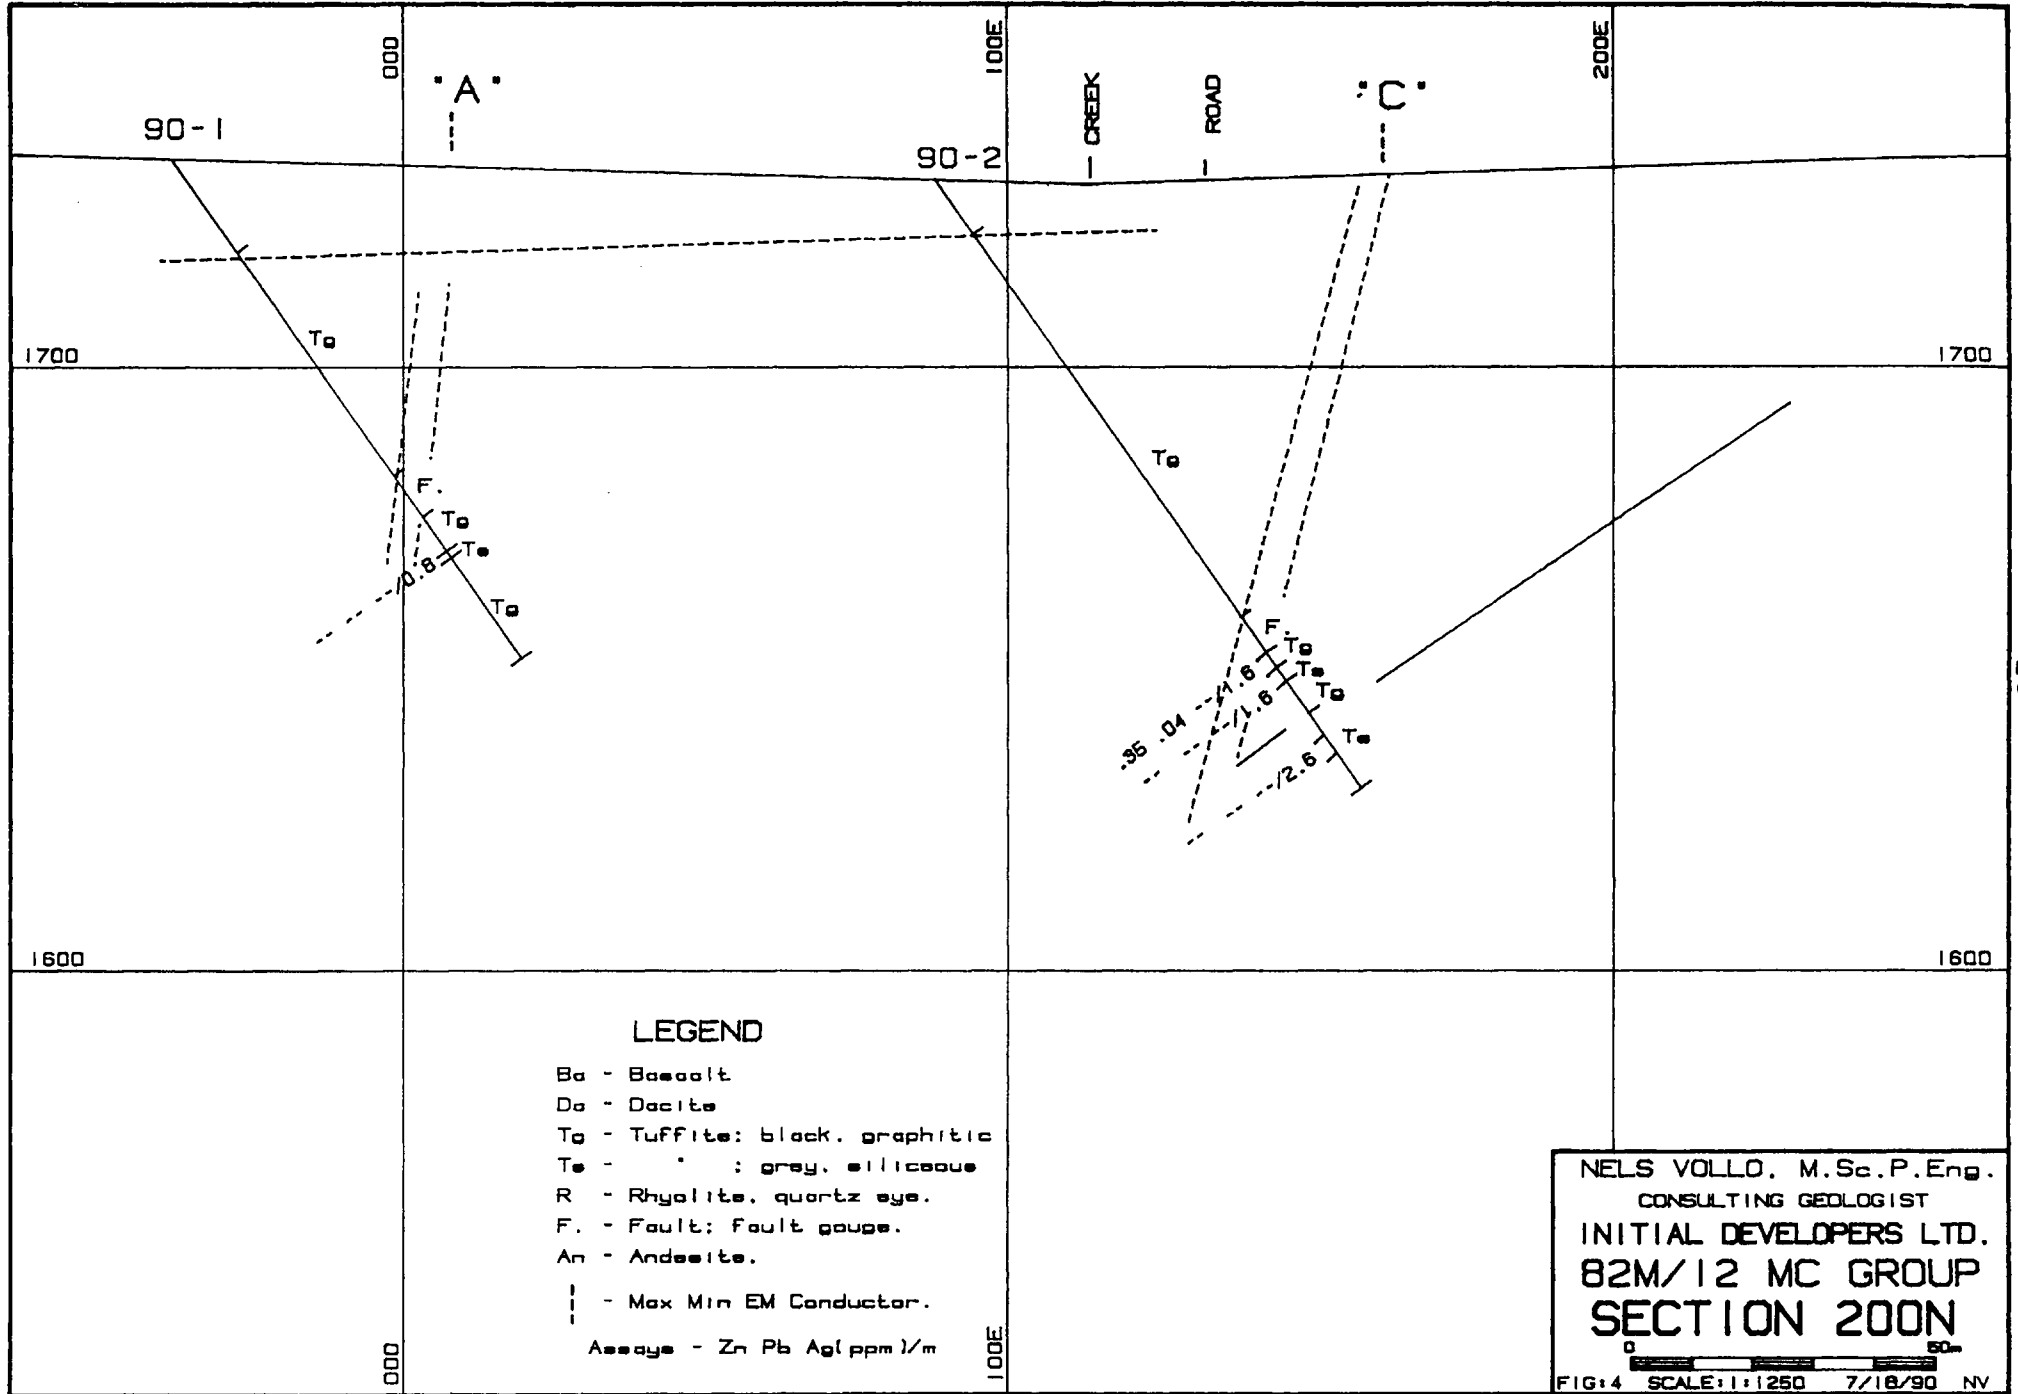 000
100E
200E
"A"
CREEK
ROAD
"C"
90-1
90-2
Tg
1700
1700
Tg
F.
Tg
Ts
/0.8
Tg
F.
Tg
Ts
Tg
Ts
.35 .04 /1.6
/1.6
/2.6
1600
1600
LEGEND
Ba - Basalt
Da - Dacite
Tg - Tuffite: black, graphitic
Ts - " : grey, siliceous
R - Rhyolite, quartz eye.
F. - Fault; fault gouge.
An - Andesite.
- Max Min EM Conductor.
Assays - Zn Pb Ag(ppm)/m
000
100E
NELS VOLLO, M.Sc.P.Eng.
CONSULTING GEOLOGIST
INITIAL DEVELOPERS LTD.
82M/12 MC GROUP
SECTION 200N
0 50m
FIG:4 SCALE:1:1250 7/18/90 NV